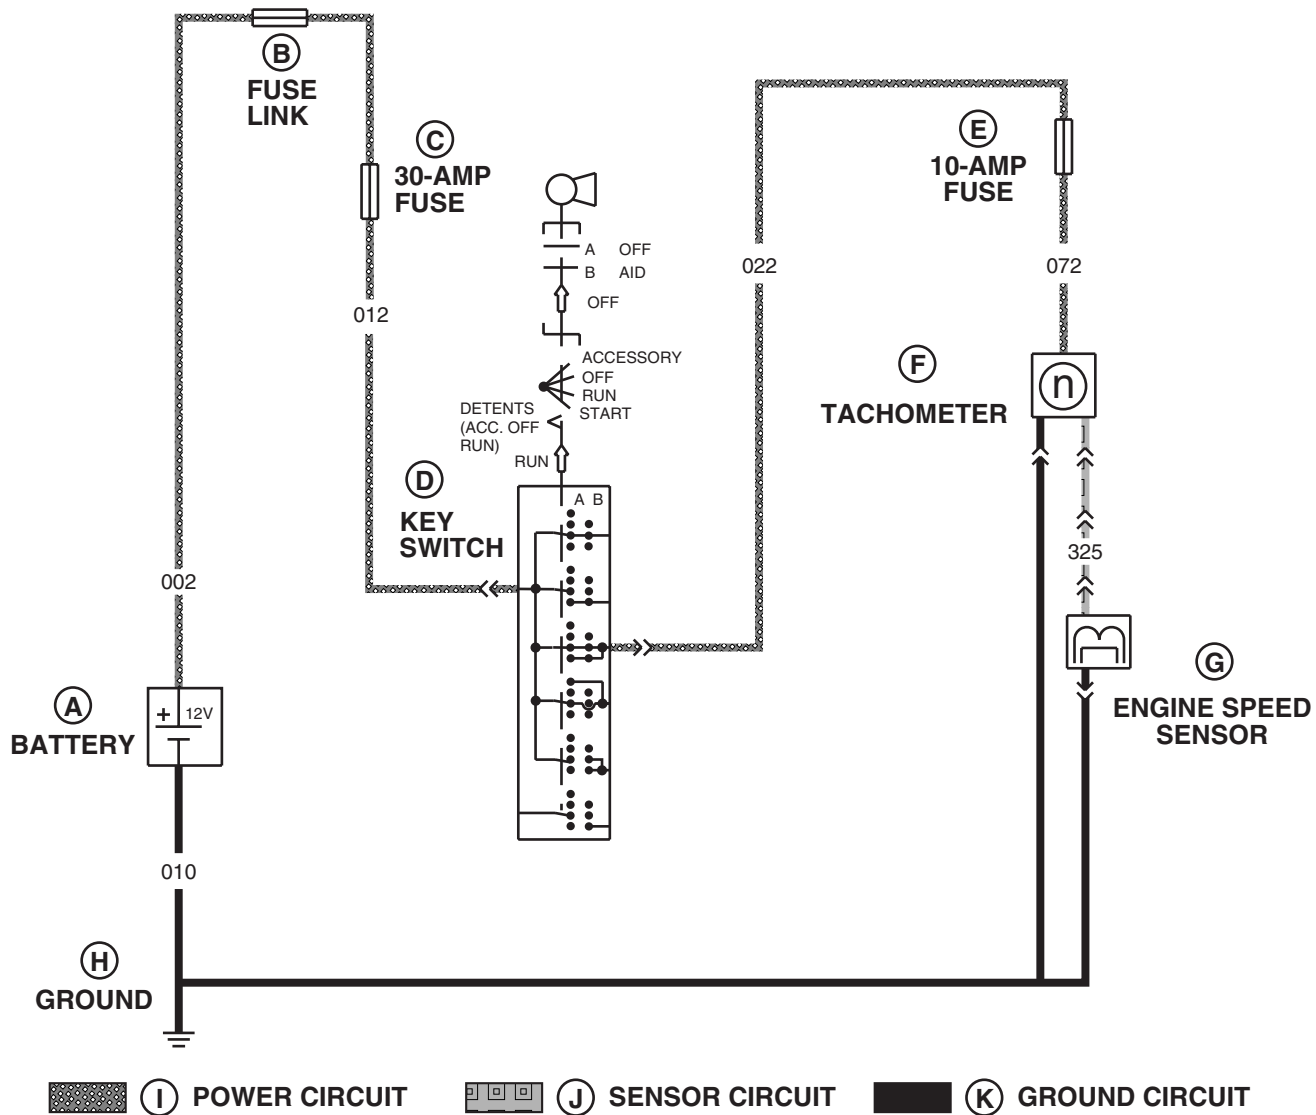 B
FUSE
LINK
C
30-AMP
FUSE
E
10-AMP
FUSE
A OFF
B AID
OFF
022
072
012
ACCESSORY
OFF
RUN
START
DETENTS
(ACC. OFF
RUN)
RUN
F
TACHOMETER
n
D
KEY
SWITCH
A B
002
325
G
ENGINE SPEED
SENSOR
A
BATTERY
+ 12V
010
H
GROUND
I POWER CIRCUIT
J SENSOR CIRCUIT
K GROUND CIRCUIT